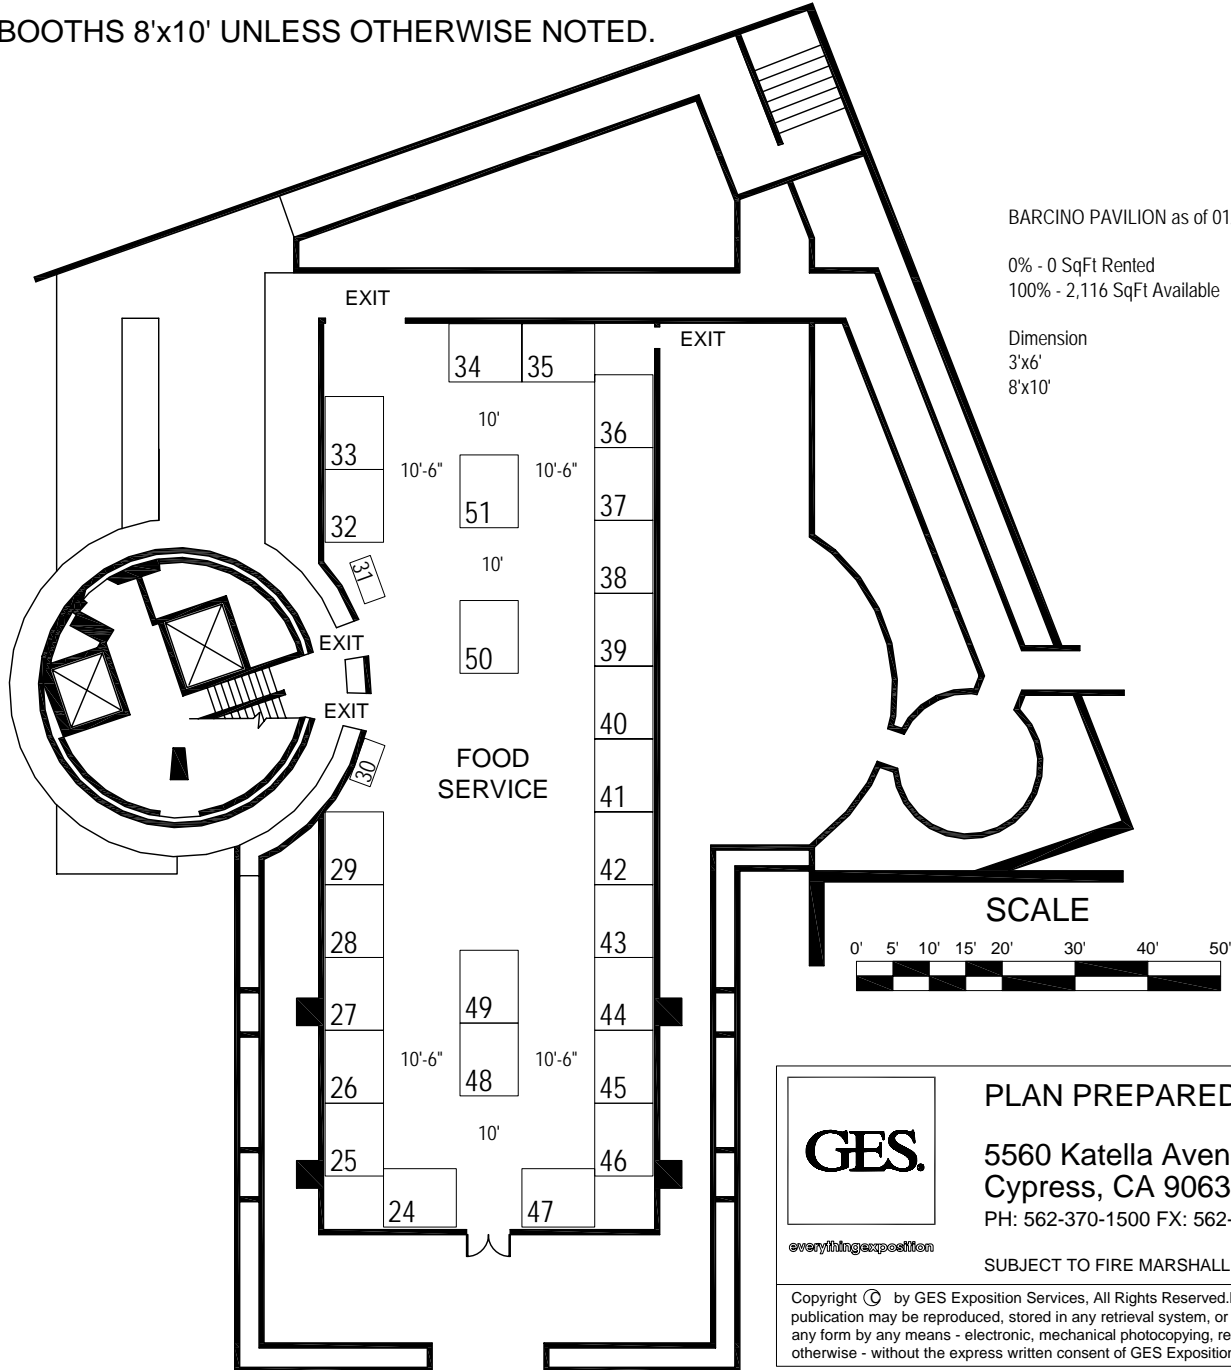 BOOTHS 8'x10' UNLESS OTHERWISE NOTED.
BARCINO PAVILION as of 01
0% - 0 SqFt Rented
100% - 2,116 SqFt Available
Dimension
3'x6'
8'x10'
EXIT
EXIT
34
35
10'
33
36
10'-6"
10'-6"
51
37
32
10'
31
38
EXIT
50
39
EXIT
40
FOOD
SERVICE
30
41
29
42
28
43
SCALE
0' 5' 10' 15' 20' 30' 40' 50'
49
27
44
10'-6"
10'-6"
48
26
45
10'
25
46
24
47
GES.
everythingexposition
PLAN PREPARED
5560 Katella Aven
Cypress, CA 9063
PH: 562-370-1500 FX: 562-
SUBJECT TO FIRE MARSHALL
Copyright © by GES Exposition Services, All Rights Reserved.
publication may be reproduced, stored in any retrieval system, or
any form by any means - electronic, mechanical photocopying, re
otherwise - without the express written consent of GES Exposition